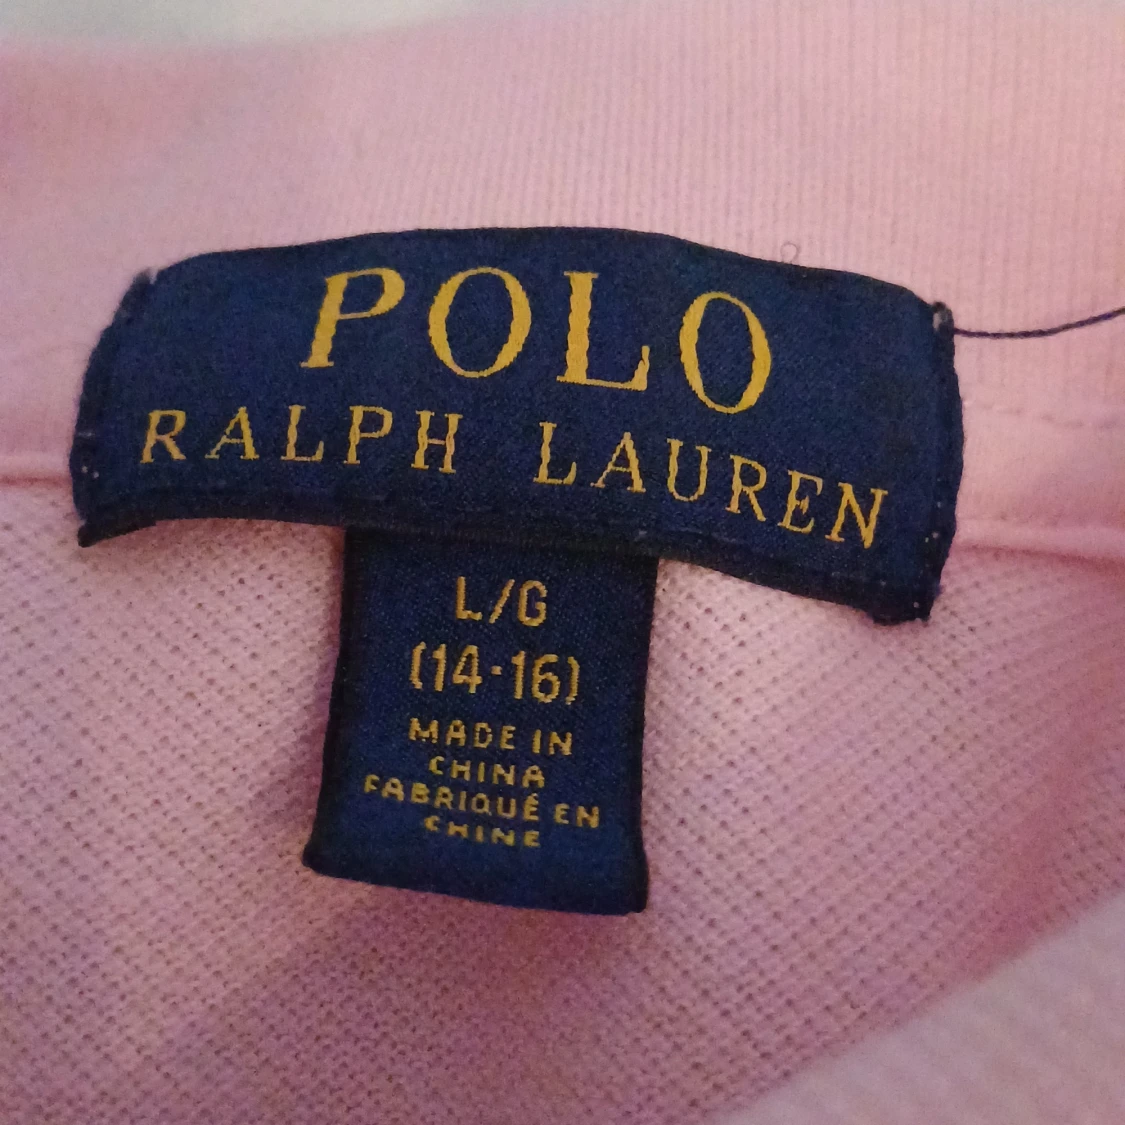 POLO
RALPH LAUREN
L/G
(14-16)
MADE IN
CHINA
FABRIQUÉ EN
CHINE